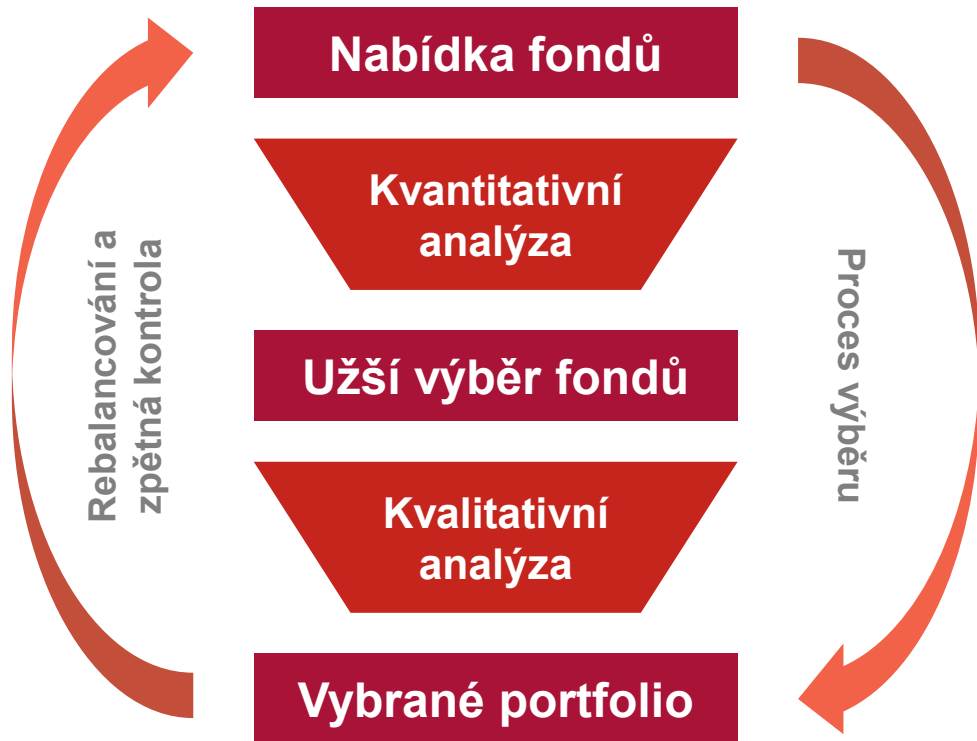 Nabídka fondů
Kvantitativní
analýza
Užší výběr fondů
Kvalitativní
analýza
Vybrané portfolio
Rebalancování a
zpětná kontrola
Proces výběru